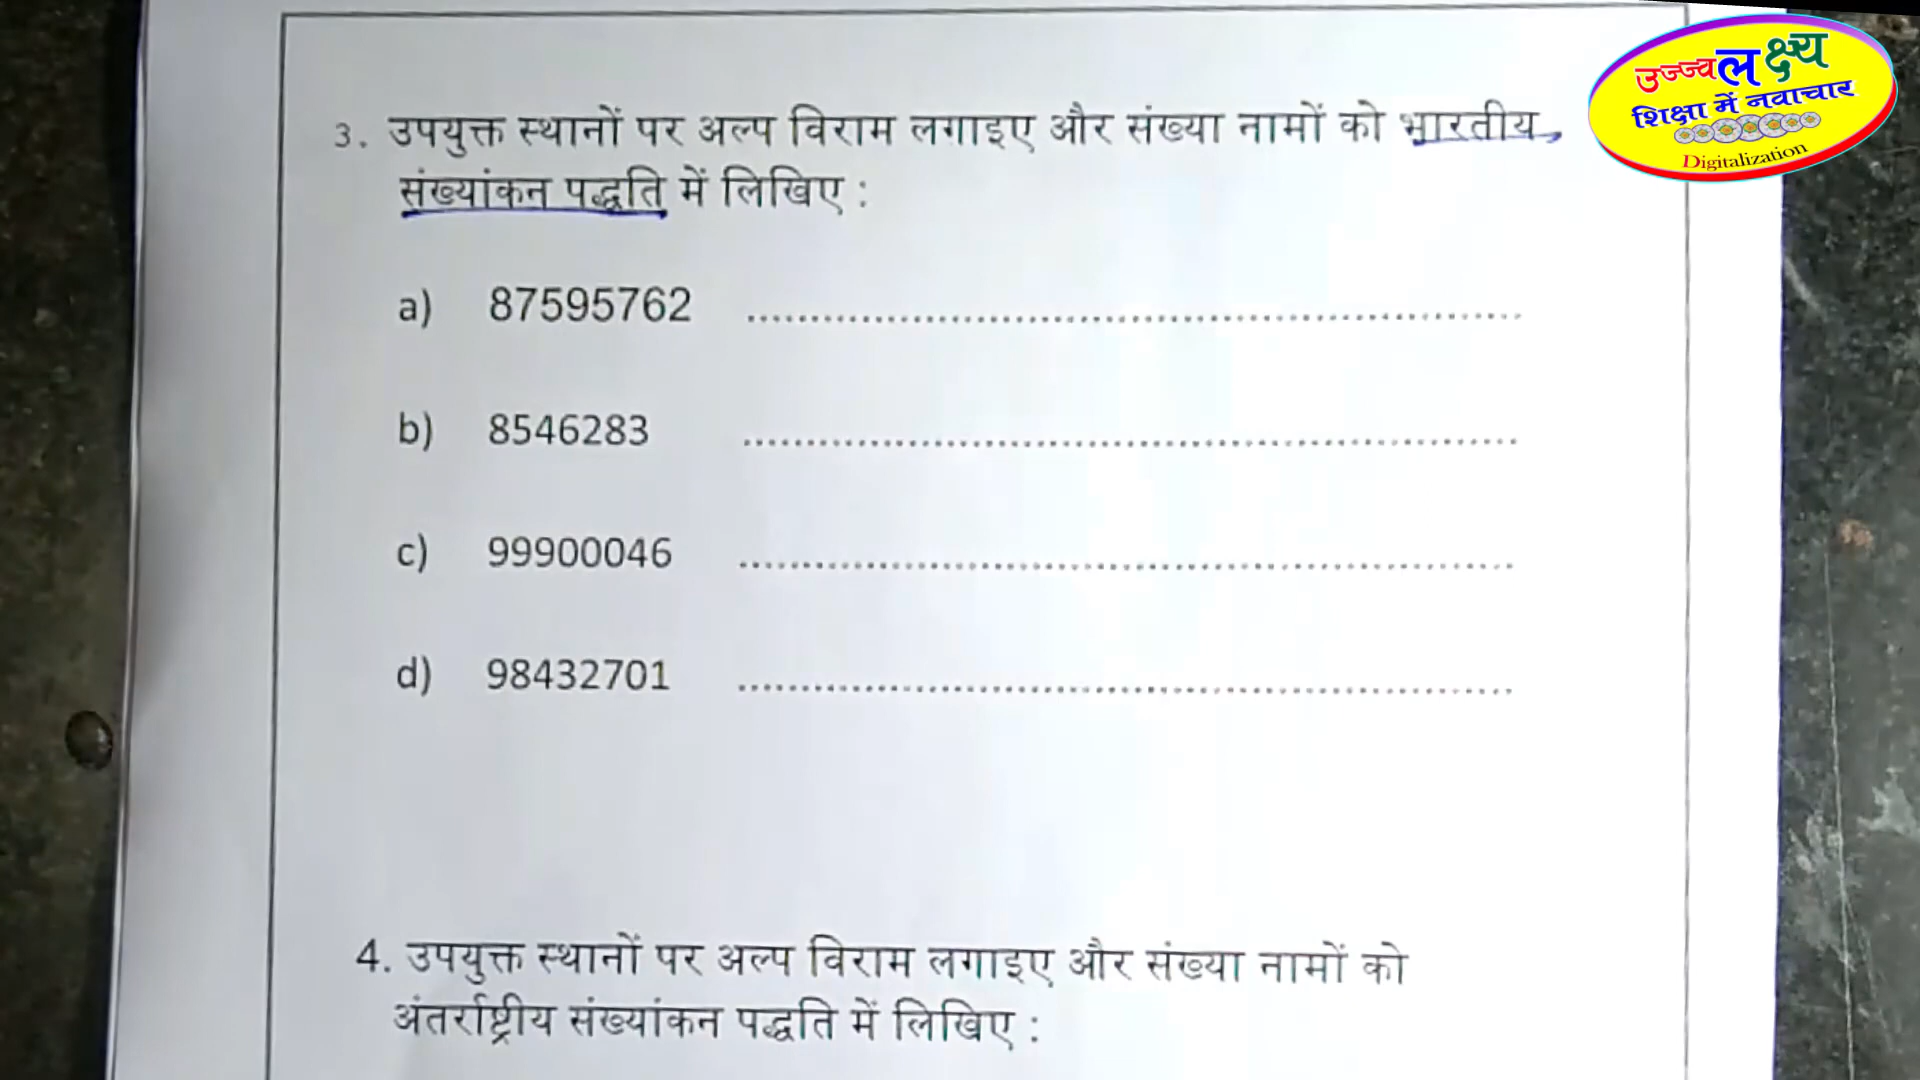 उज्ज्वल क्ष्य
शिक्षा में नवाचार
Digitalization
3. उपयुक्त स्थानों पर अल्प विराम लगाइए और संख्या नामों को भारतीय
संख्यांकन पद्धति में लिखिए :
a) 87595762 ..............................................................
b) 8546283 ..............................................................
c) 99900046 ..............................................................
d) 98432701 ..............................................................
4. उपयुक्त स्थानों पर अल्प विराम लगाइए और संख्या नामों को
अंतर्राष्ट्रीय संख्यांकन पद्धति में लिखिए :